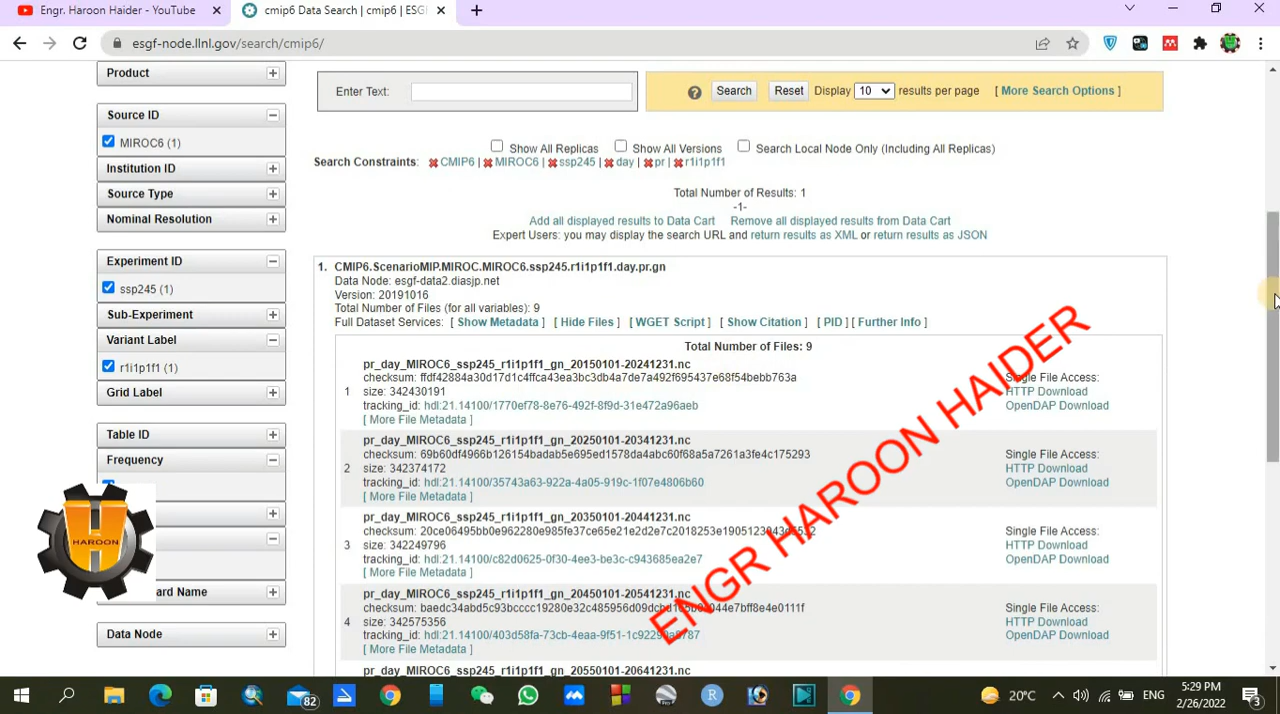 Engr. Haroon Haider - YouTube
cmip6 Data Search | cmip6 | ESG
esgf-node.llnl.gov/search/cmip6/
Product
Enter Text:
Search
Reset
Display 10 results per page
[ More Search Options ]
Source ID
MIROC6 (1)
Institution ID
Source Type
Nominal Resolution
Show All Replicas
Show All Versions
Search Local Node Only (Including All Replicas)
Search Constraints: CMIP6 | MIROC6 | ssp245 | day | pr | r1i1p1f1
Total Number of Results: 1
-1-
Add all displayed results to Data Cart Remove all displayed results from Data Cart
Expert Users: you may display the search URL and return results as XML or return results as JSON
Experiment ID
ssp245 (1)
Sub-Experiment
Variant Label
r1i1p1f1 (1)
Grid Label
Table ID
Frequency
ard Name
Data Node
HAROON
1. CMIP6.ScenarioMIP.MIROC.MIROC6.ssp245.r1i1p1f1.day.pr.gn
Data Node: esgf-data2.diasjp.net
Version: 20191016
Total Number of Files (for all variables): 9
Full Dataset Services: [ Show Metadata ] [ Hide Files ] [ WGET Script ] [ Show Citation ] [ PID ] [ Further Info ]
Total Number of Files: 9
1
pr_day_MIROC6_ssp245_r1i1p1f1_gn_20150101-20241231.nc
checksum: ffdf42884a30d17d1c4ffca43ea3bc3db4a7de7a492f695437e68f54bebb763a
size: 342430191
tracking_id: hdl:21.14100/1770ef78-8e76-492f-8f9d-31e472a96aeb
[ More File Metadata ]
Single File Access:
HTTP Download
OpenDAP Download
2
pr_day_MIROC6_ssp245_r1i1p1f1_gn_20250101-20341231.nc
checksum: 69b60df4966b126154badab5e695ed1578da4abc60f68a5a7261a3fe4c175293
size: 342374172
tracking_id: hdl:21.14100/35743a63-922a-4a05-919c-1f07e4806b60
[ More File Metadata ]
Single File Access:
HTTP Download
OpenDAP Download
3
pr_day_MIROC6_ssp245_r1i1p1f1_gn_20350101-20441231.nc
checksum:
size: 342249796
tracking_id: hdl:21.14100/c82d0625-0f30-4ee3-be3c-c943685ea2e7
[ More File Metadata ]
Single File Access:
HTTP Download
OpenDAP Download
4
pr_day_MIROC6_ssp245_r1i1p1f1_gn_20450101-20541231.nc
checksum:
size: 342575356
tracking_id:
[ More File Metadata ]
Single File Access:
HTTP Download
OpenDAP Download
pr_day_MIROC6_ssp245_r1i1p1f1_gn_20550101-20641231.nc
ENGR HAROON HAIDER
82
20°C
ENG
5:29 PM
2/26/2022
3